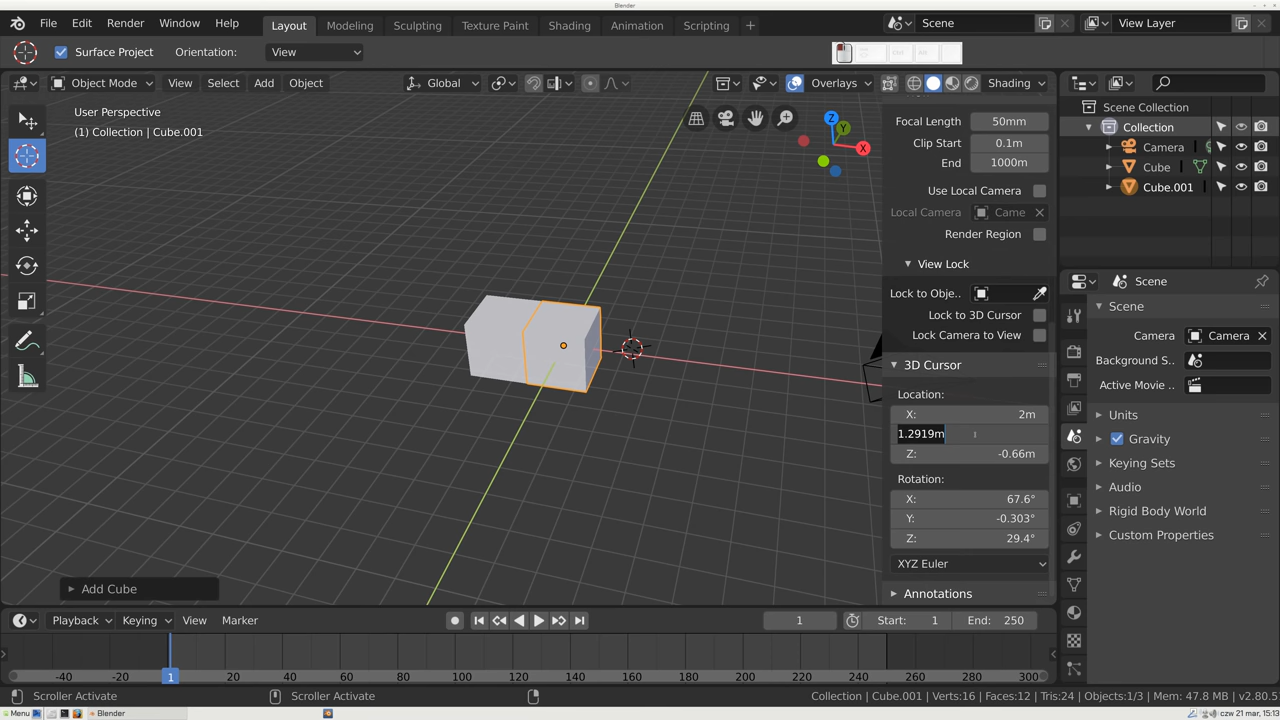 Blender
File Edit Render Window Help Layout Modeling Sculpting Texture Paint Shading Animation Scripting + Scene View Layer
Surface Project Orientation: View
Object Mode View Select Add Object Global Overlays Shading
User Perspective
(1) Collection | Cube.001
Z
Y
X
Focal Length 50mm
Clip Start 0.1m
End 1000m
Use Local Camera
Local Camera Came
Render Region
View Lock
Lock to Obje..
Lock to 3D Cursor
Lock Camera to View
3D Cursor
Location:
X: 2m
1.2919m
Z: -0.66m
Rotation:
X: 67.6°
Y: -0.303°
Z: 29.4°
XYZ Euler
Annotations
Scene Collection
Collection
Camera
Cube
Cube.001
Scene
Scene
Camera Camera
Background S..
Active Movie ..
Units
Gravity
Keying Sets
Audio
Rigid Body World
Custom Properties
Add Cube
Playback Keying View Marker 1 Start: 1 End: 250
-40 -20 1 20 40 60 80 100 120 140 160 180 200 220 240 260 280 300
Scroller Activate Scroller Activate Collection | Cube.001 | Verts:16 | Faces:12 | Tris:24 | Objects:1/3 | Mem: 47.8 MB | v2.80.5
Menu Blender czw 21 mar, 15:13